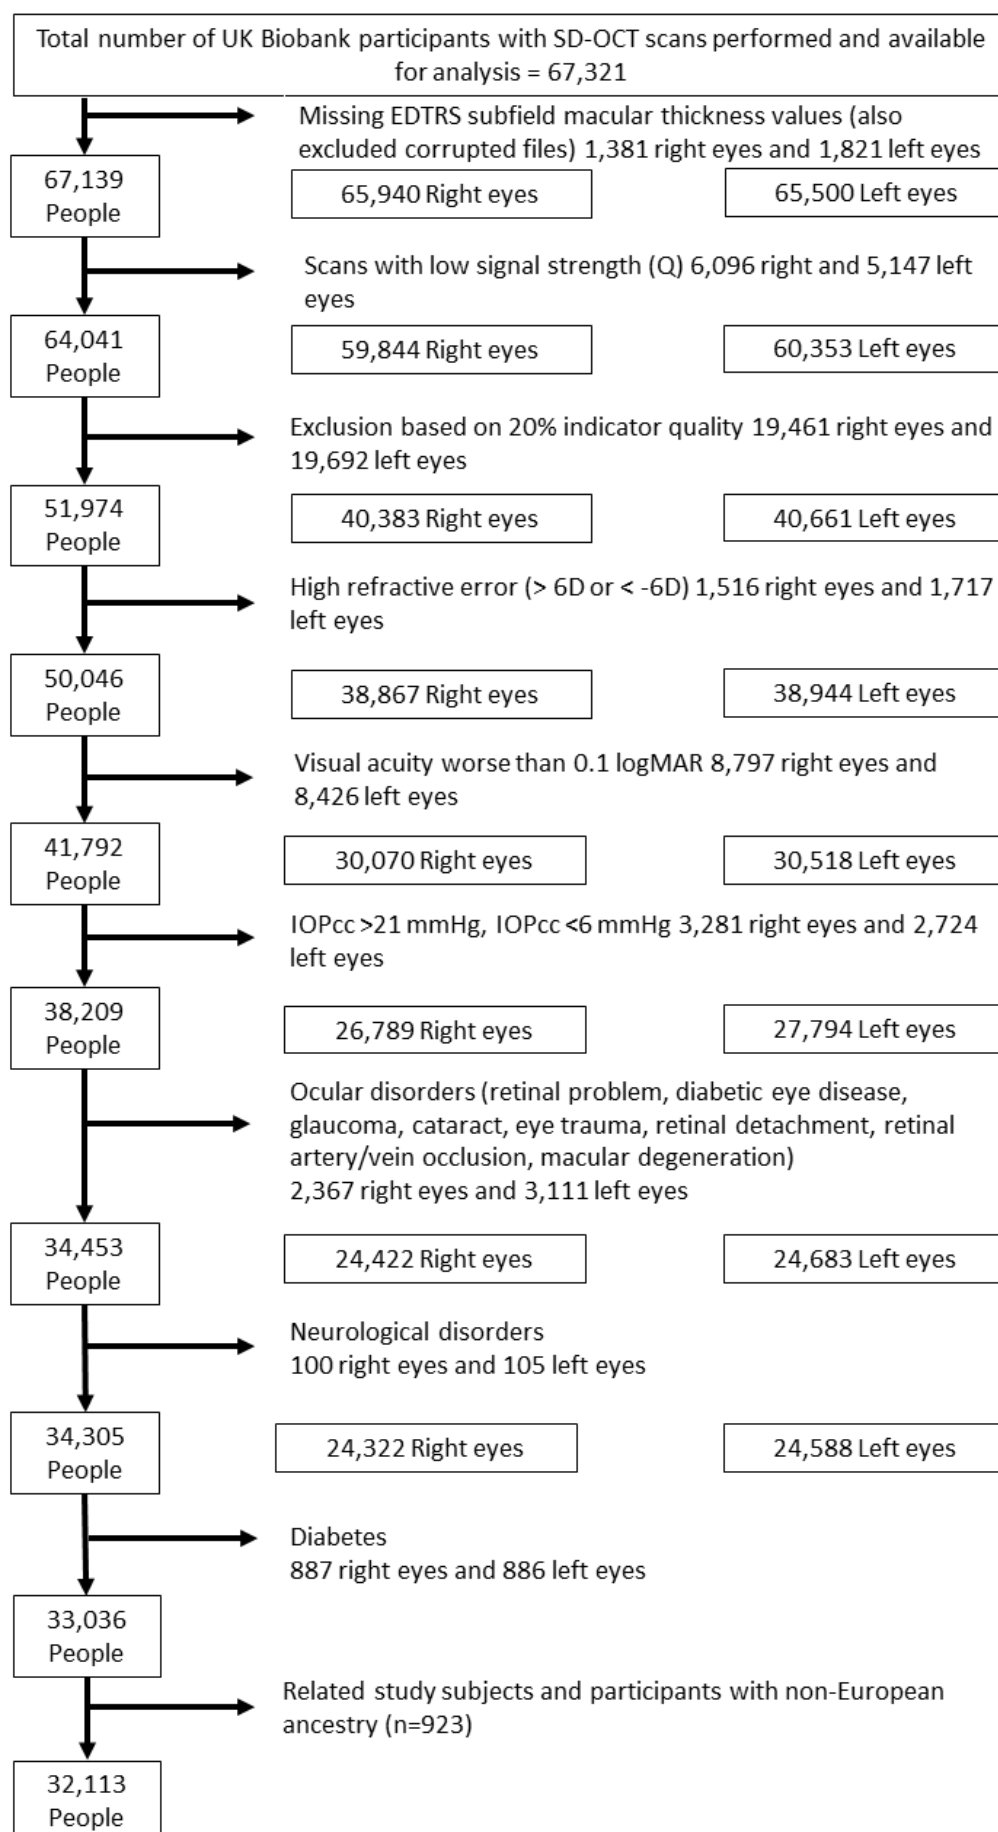 Total number of UK Biobank participants with SD-OCT scans performed and available
for analysis = 67,321
Missing EDTRS subfield macular thickness values (also
excluded corrupted files) 1,381 right eyes and 1,821 left eyes
67,139
People
65,940 Right eyes
65,500 Left eyes
Scans with low signal strength (Q) 6,096 right and 5,147 left
eyes
64,041
People
59,844 Right eyes
60,353 Left eyes
Exclusion based on 20% indicator quality 19,461 right eyes and
19,692 left eyes
51,974
People
40,383 Right eyes
40,661 Left eyes
High refractive error (> 6D or < -6D) 1,516 right eyes and 1,717
left eyes
50,046
People
38,867 Right eyes
38,944 Left eyes
Visual acuity worse than 0.1 logMAR 8,797 right eyes and
8,426 left eyes
41,792
People
30,070 Right eyes
30,518 Left eyes
IOPcc >21 mmHg, IOPcc <6 mmHg 3,281 right eyes and 2,724
left eyes
38,209
People
26,789 Right eyes
27,794 Left eyes
Ocular disorders (retinal problem, diabetic eye disease,
glaucoma, cataract, eye trauma, retinal detachment, retinal
artery/vein occlusion, macular degeneration)
2,367 right eyes and 3,111 left eyes
34,453
People
24,422 Right eyes
24,683 Left eyes
Neurological disorders
100 right eyes and 105 left eyes
34,305
People
24,322 Right eyes
24,588 Left eyes
Diabetes
887 right eyes and 886 left eyes
33,036
People
Related study subjects and participants with non-European
ancestry (n=923)
32,113
People